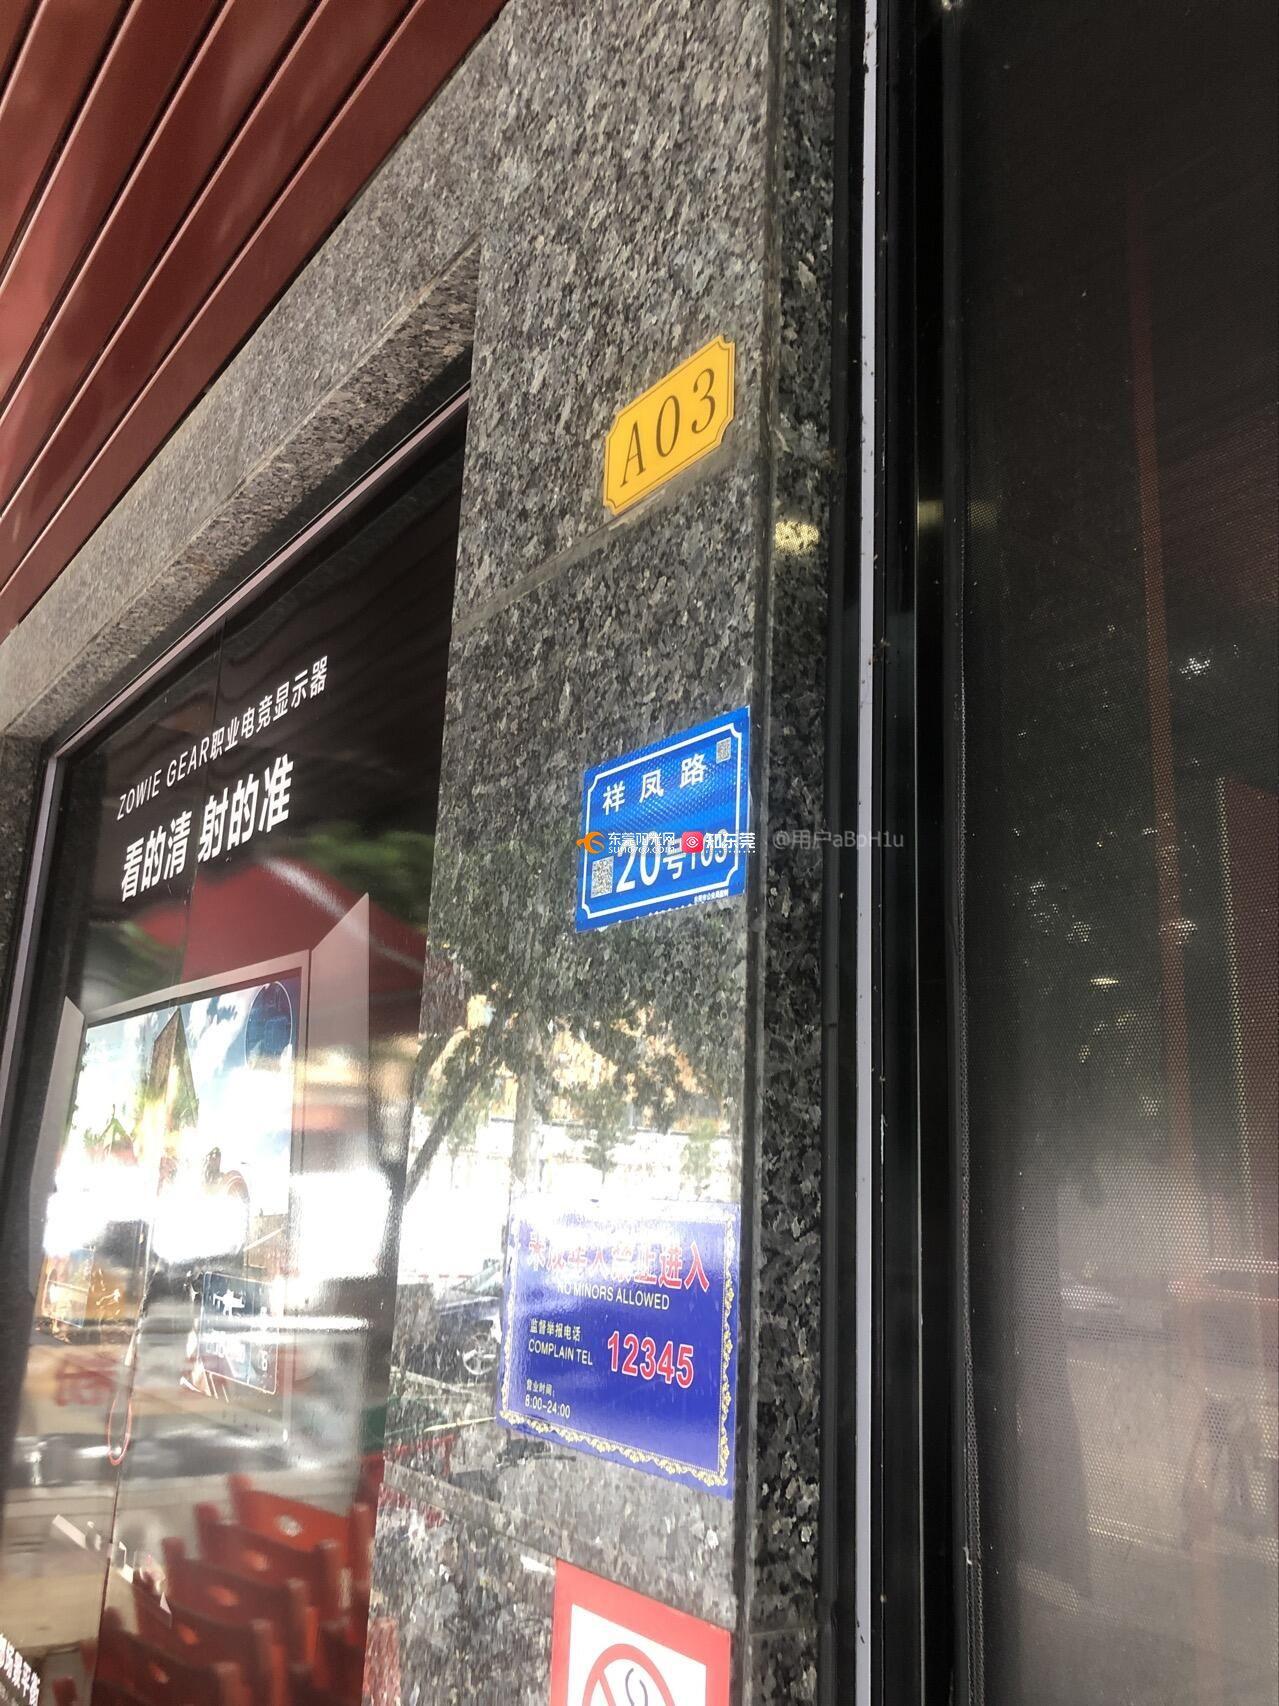 A03
ZOWIE GEAR职业电竞显示器
看的清 射的准
祥凤路
东莞阳光网
sun0769.com
知东莞
@用户aBpH1u
20号103
未成年人禁止进入
NO MINORS ALLOWED
监督举报电话
COMPLAIN TEL
12345
营业时间:
8:00-24:00